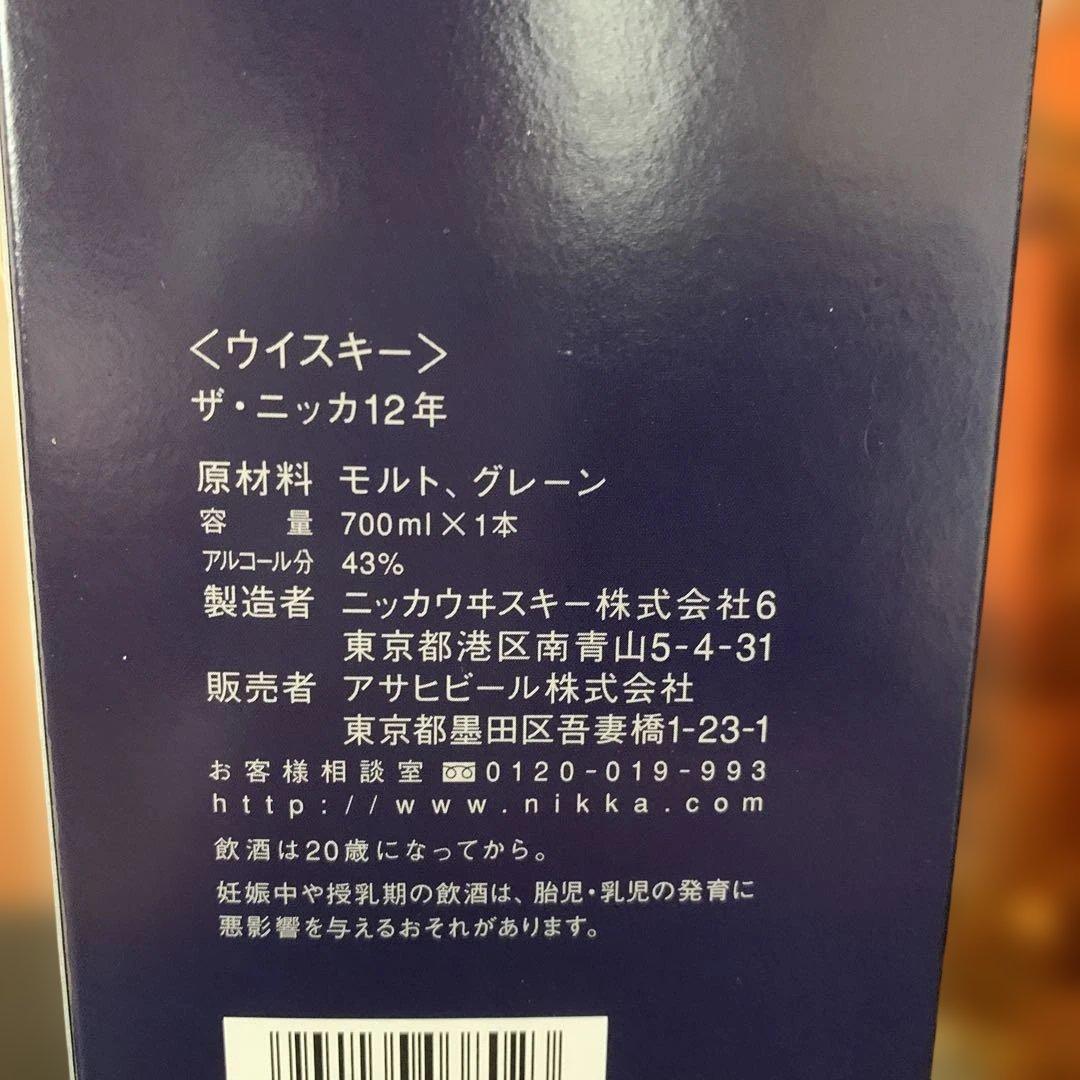 <ウイスキー>
ザ・ニッカ12年
原材料 モルト、グレーン
容量 700ml×1本
アルコール分 43%
製造者 ニッカウヰスキー株式会社6
東京都港区南青山5-4-31
販売者 アサヒビール株式会社
東京都墨田区吾妻橋1-23-1
お客様相談室 0120-019-993
http://www.nikka.com
飲酒は20歳になってから。
妊娠中や授乳期の飲酒は、胎児・乳児の発育に
悪影響を与えるおそれがあります。